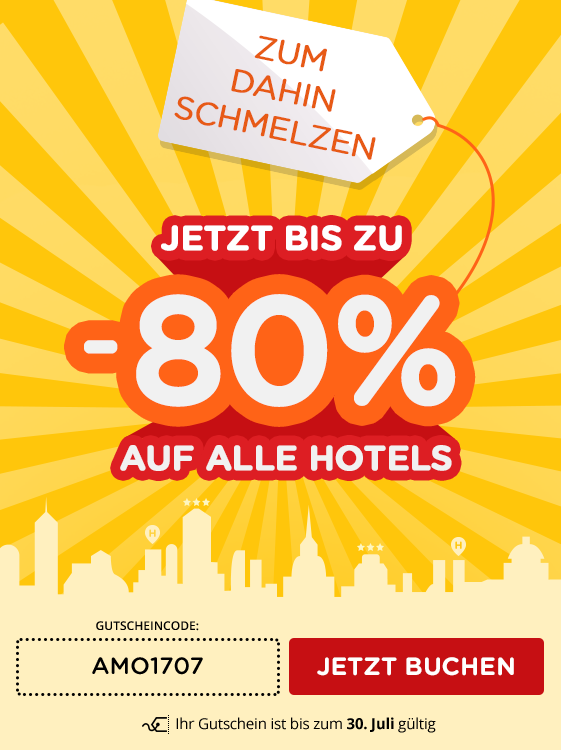 ZUM
DAHIN
SCHMELZEN
JETZT BIS ZU
-80%
AUF ALLE HOTELS
H
H
GUTSCHEINCODE:
AMO1707
JETZT BUCHEN
Ihr Gutschein ist bis zum 30. Juli gültig